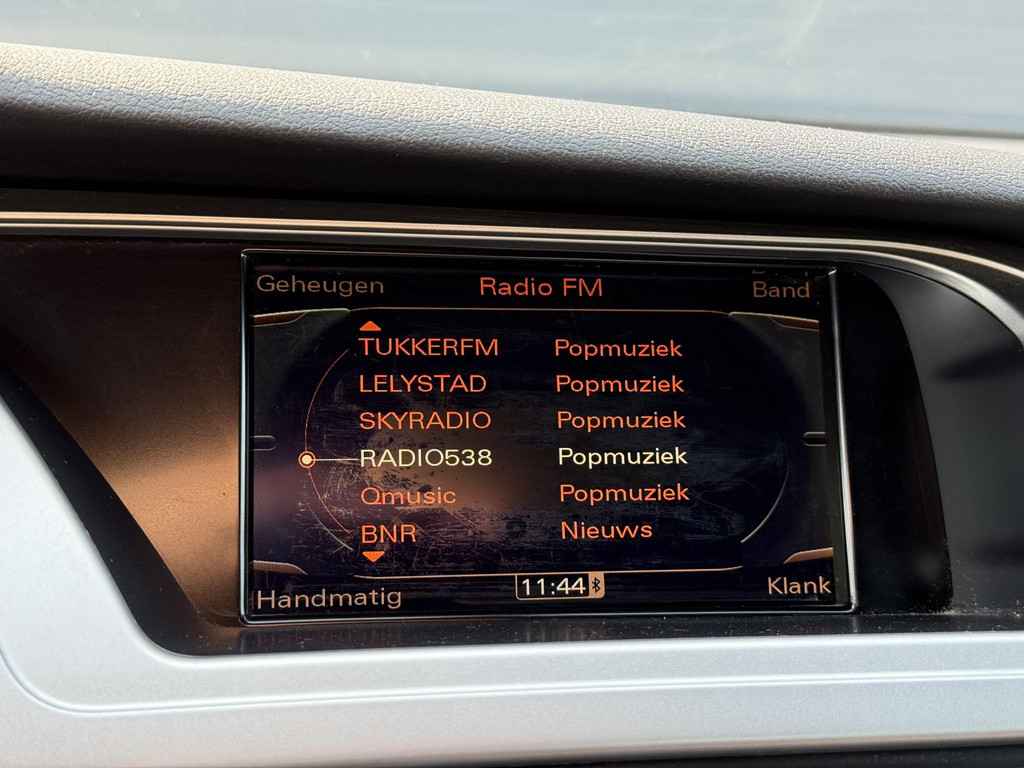 Geheugen Radio FM Band
TUKKERFM Popmuziek
LELYSTAD Popmuziek
SKYRADIO Popmuziek
RADIO538 Popmuziek
Qmusic Popmuziek
BNR Nieuws
Handmatig 11:44 Klank